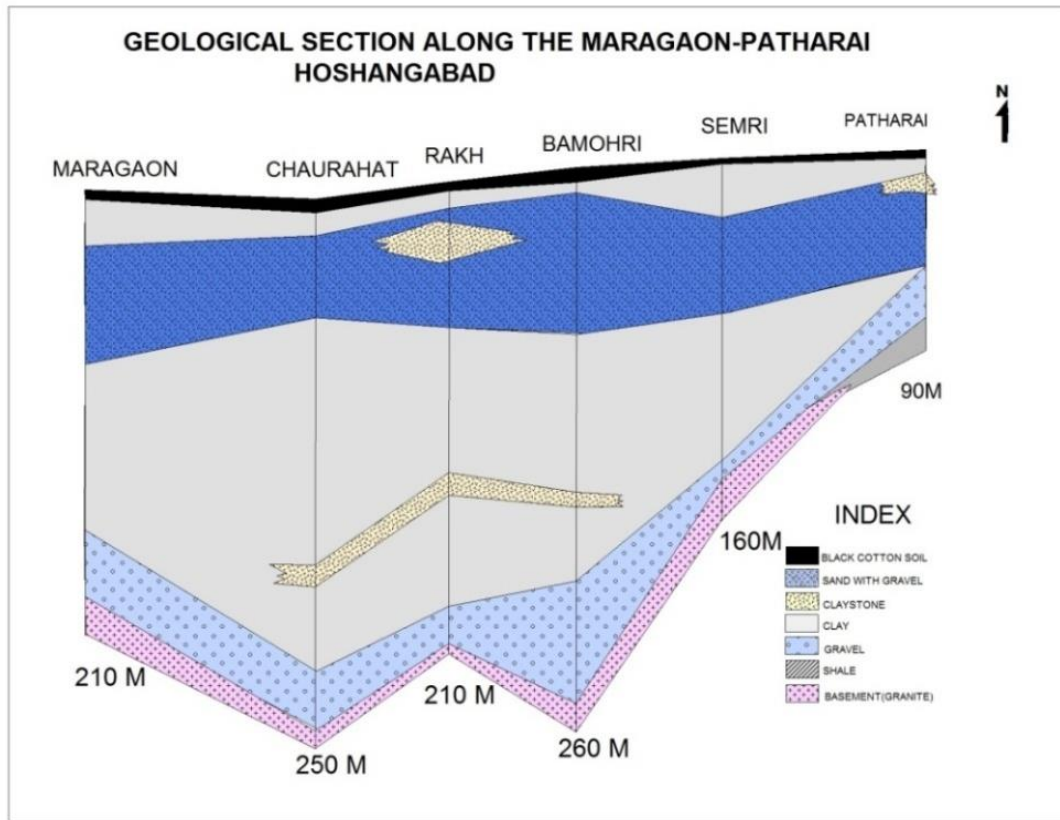 GEOLOGICAL SECTION ALONG THE MARAGAON-PATHARAI
HOSHANGABAD
N
MARAGAON
CHAURAHAT
RAKH
BAMOHRI
SEMRI
PATHARAI
90M
160M
210 M
250 M
210 M
260 M
INDEX
BLACK COTTON SOIL
SAND WITH GRAVEL
CLAYSTONE
CLAY
GRAVEL
SHALE
BASEMENT(GRANITE)